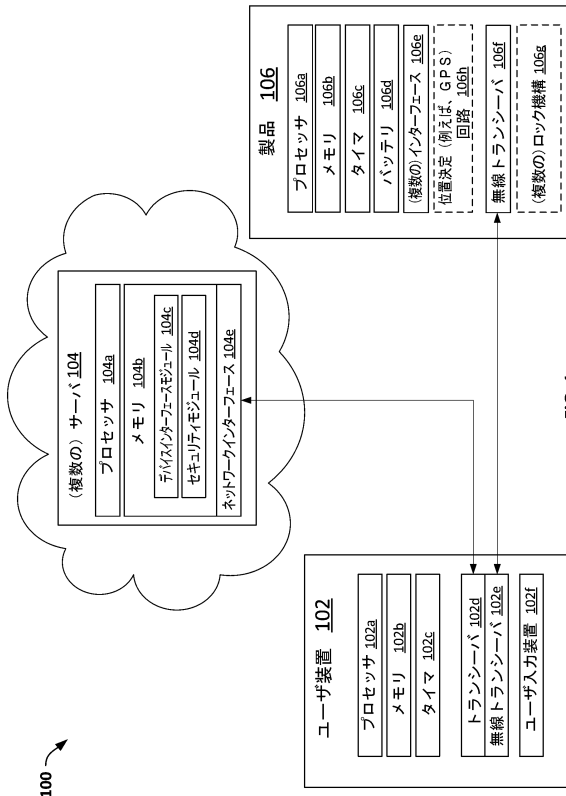 100
ユーザ装置 102
プロセッサ 102a
メモリ 102b
タイマ 102c
トランシーバ 102d
無線トランシーバ 102e
ユーザ入力装置 102f
(複数の) サーバ 104
プロセッサ 104a
メモリ 104b
デバイスインターフェースモジュール 104c
セキュリティモジュール 104d
ネットワークインターフェース 104e
製品 106
プロセッサ 106a
メモリ 106b
タイマ 106c
バッテリ 106d
(複数の)インターフェース 106e
位置決定 (例えば、GPS)
回路 106h
無線トランシーバ 106f
(複数の)ロック機構 106g